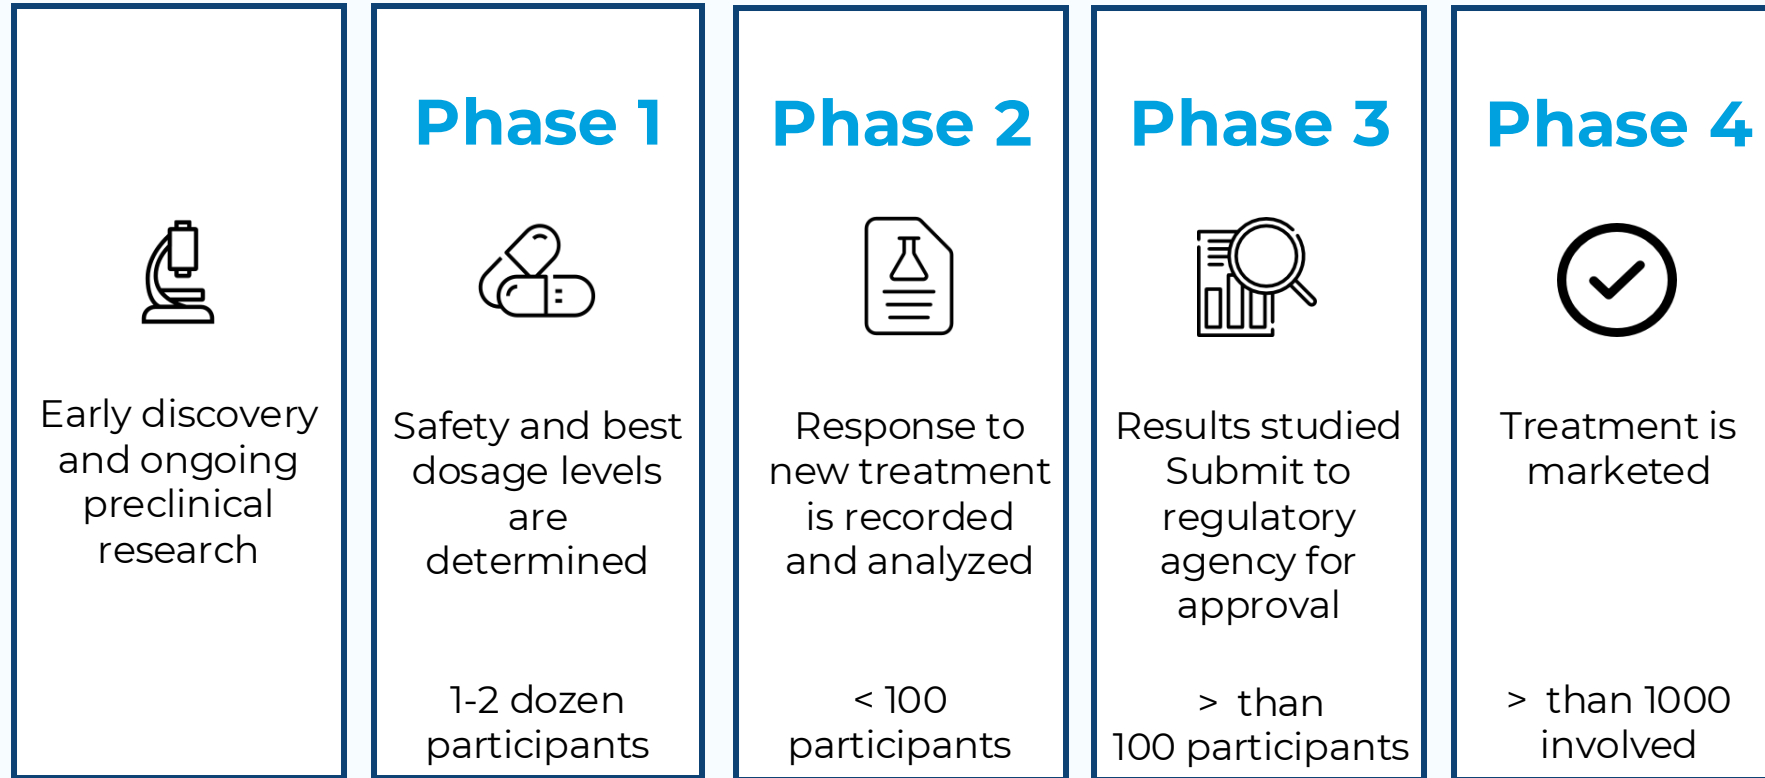 Early discovery
and ongoing
preclinical
research
Phase 1
Safety and best
dosage levels
are
determined
1-2 dozen
participants
Phase 2
Response to
new treatment
is recorded
and analyzed
< 100
participants
Phase 3
Results studied
Submit to
regulatory
agency for
approval
> than
100 participants
Phase 4
Treatment is
marketed
> than 1000
involved